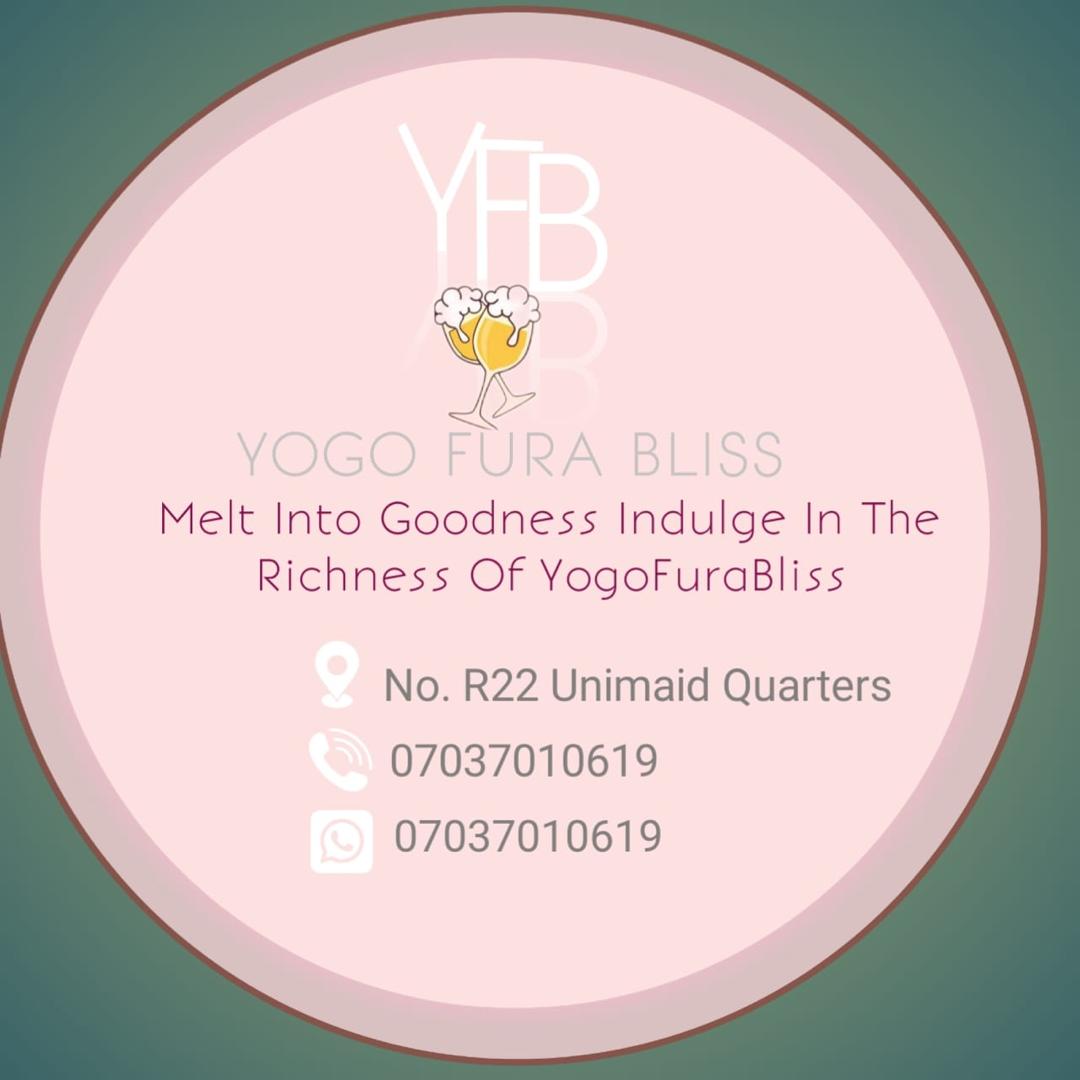 YFB
YOGO FURA BLISS
Melt Into Goodness Indulge In The
Richness Of YogoFuraBliss
No. R22 Unimaid Quarters
07037010619
07037010619